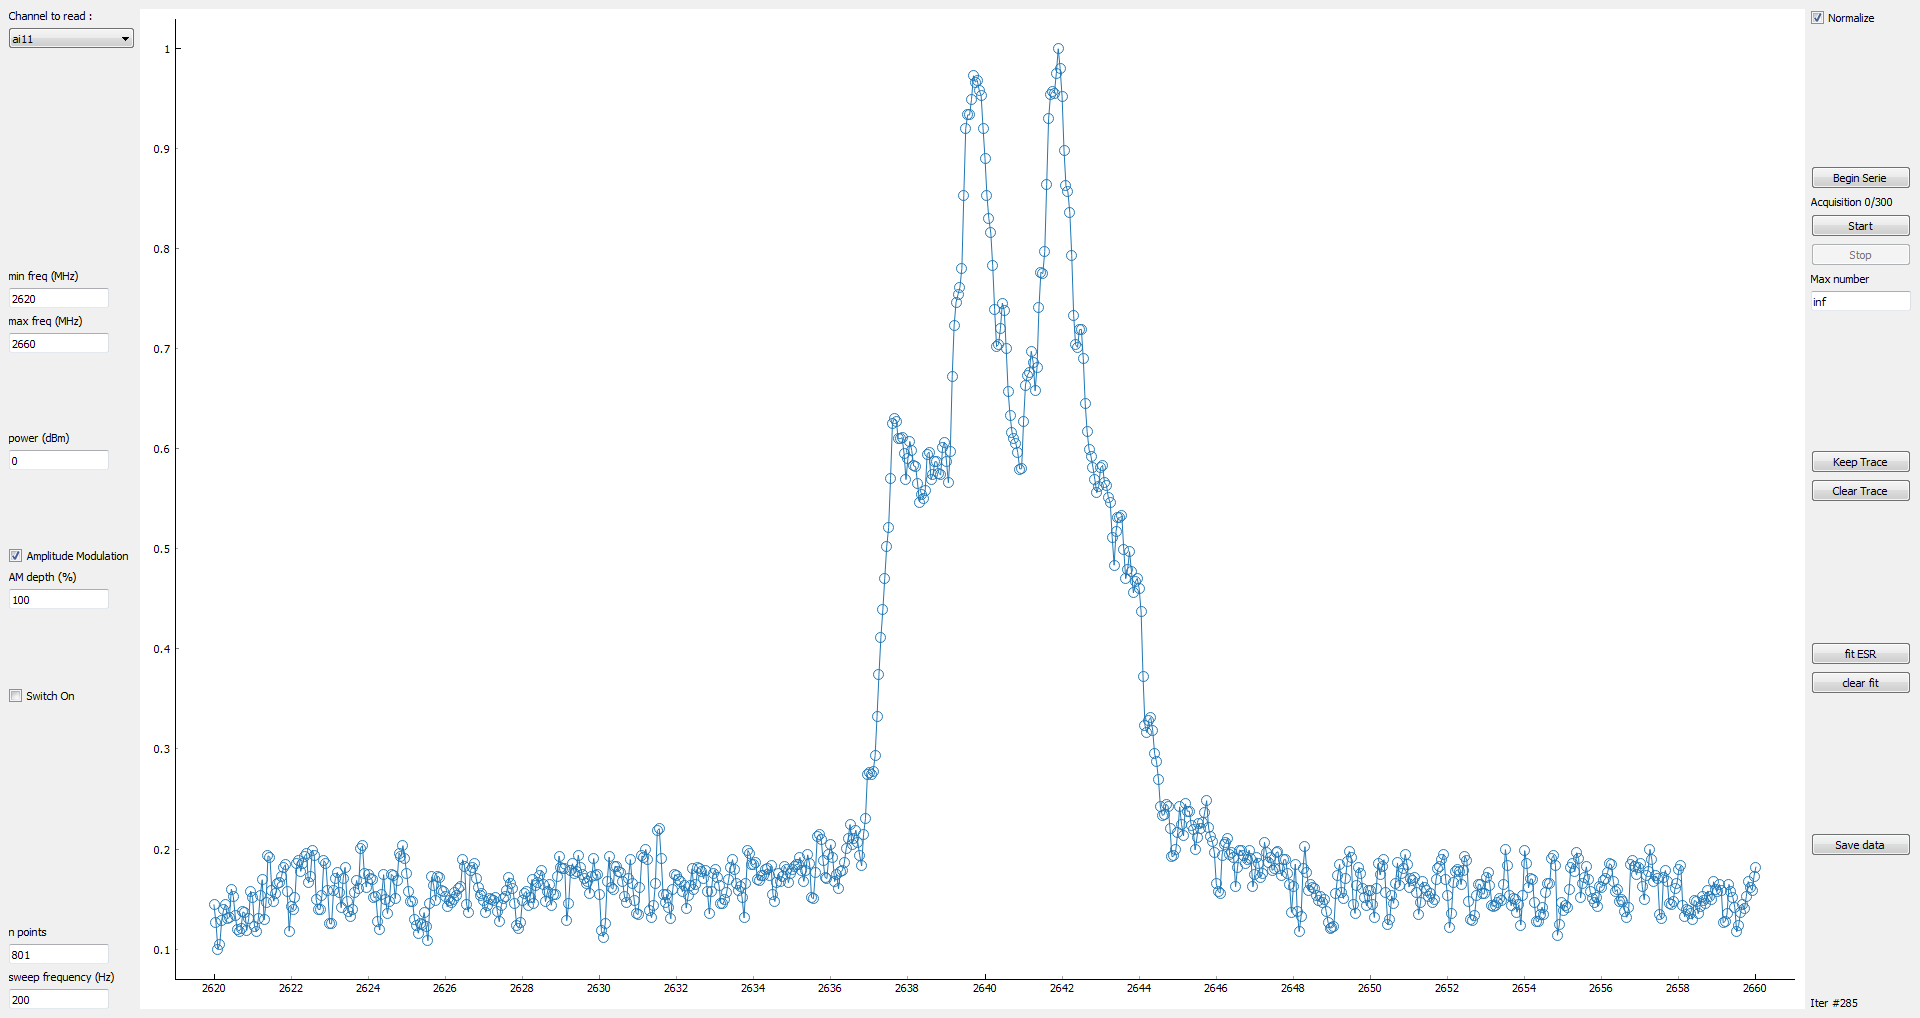 Channel to read :
ai11
min freq (MHz)
2620
max freq (MHz)
2660
power (dBm)
0
Amplitude Modulation
AM depth (%)
100
Switch On
n points
801
sweep frequency (Hz)
200
1
0.9
0.8
0.7
0.6
0.5
0.4
0.3
0.2
0.1
2620 2622 2624 2626 2628 2630 2632 2634 2636 2638 2640 2642 2644 2646 2648 2650 2652 2654 2656 2658 2660
Normalize
Begin Serie
Acquisition 0/300
Start
Stop
Max number
inf
Keep Trace
Clear Trace
fit ESR
clear fit
Save data
Iter #285